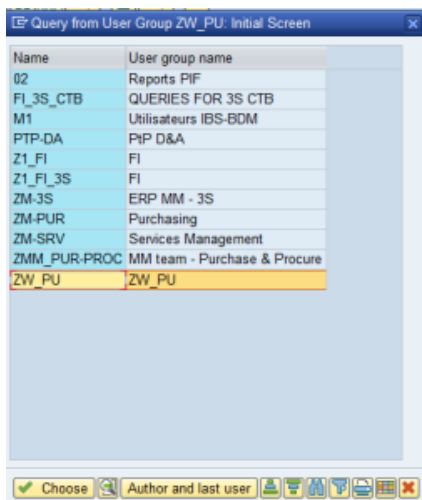 Query from User Group ZW_PU: Initial Screen
Name User group name
02 Reports PIF
FI_3S_CTB QUERIES FOR 3S CTB
M1 Utilisateurs IBS-BDM
PTP-DA PtP D&A
Z1_FI FI
Z1_FI_3S FI
ZM-3S ERP MM - 3S
ZM-PUR Purchasing
ZM-SRV Services Management
ZMM_PUR-PROC MM team - Purchase & Procure
ZW_PU ZW_PU
Choose Author and last user